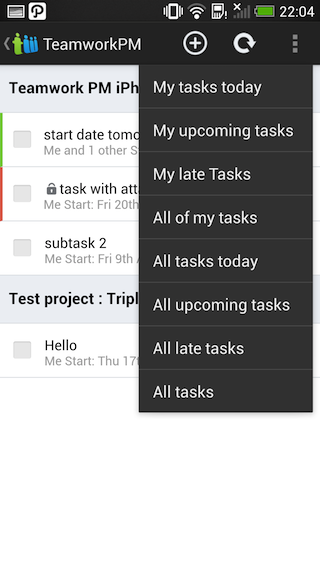 22:04
TeamworkPM
Teamwork PM iPh
start date tomo
Me and 1 other S
task with atta
Me Start: Fri 20th
subtask 2
Me Start: Fri 9th A
Test project : Tripl
Hello
Me Start: Thu 17th
My tasks today
My upcoming tasks
My late Tasks
All of my tasks
All tasks today
All upcoming tasks
All late tasks
All tasks